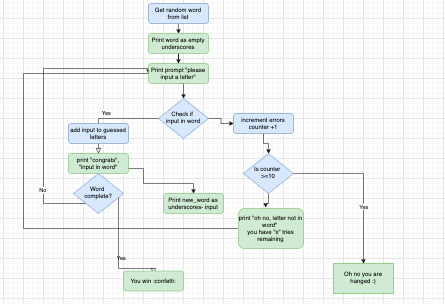 Get random word
from list
Print word as empty
underscores
Print prompt "please
input a letter"
Check if
input in word
Yes
increment errors
counter +1
add input to guessed
letters
print "congrats",
"input in word"
Is counter
>=10
Word
complete?
No
Print new_word as
underscores- input
Yes
print "oh no, letter not in
word"
you have "x" tries
remaining
Yes
You win :confetti:
Oh no you are
hanged :)